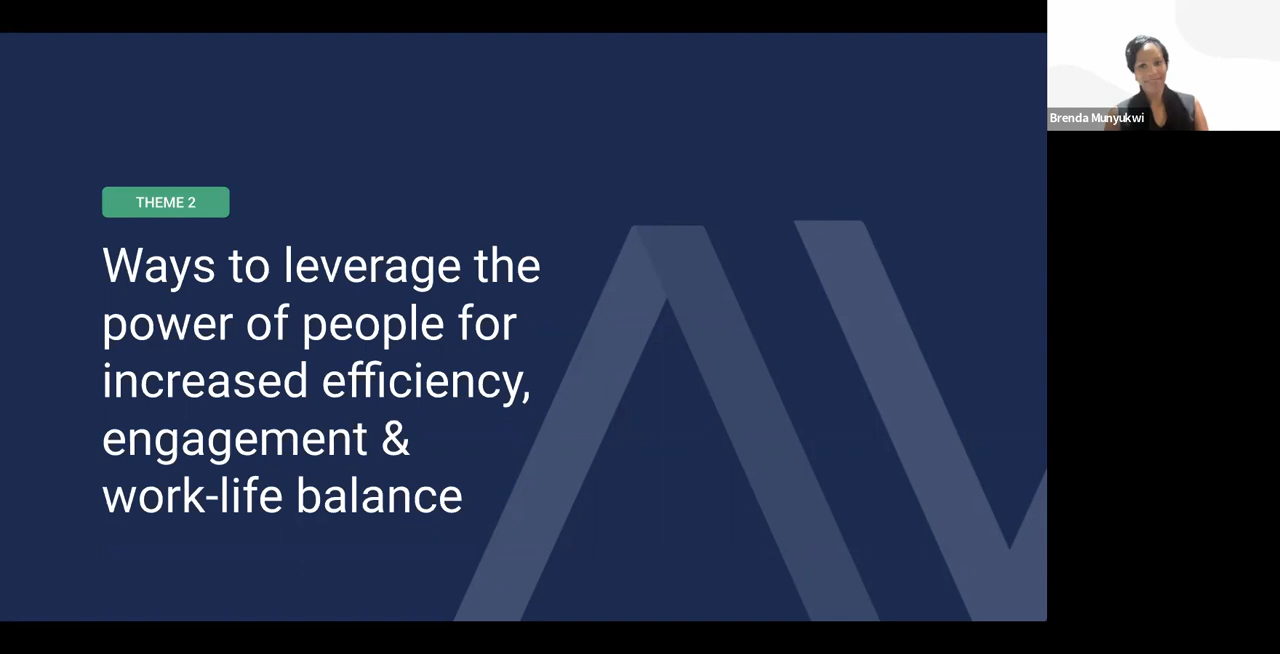 THEME 2
Ways to leverage the
power of people for
increased efficiency,
engagement &
work-life balance
Brenda Munyukwi